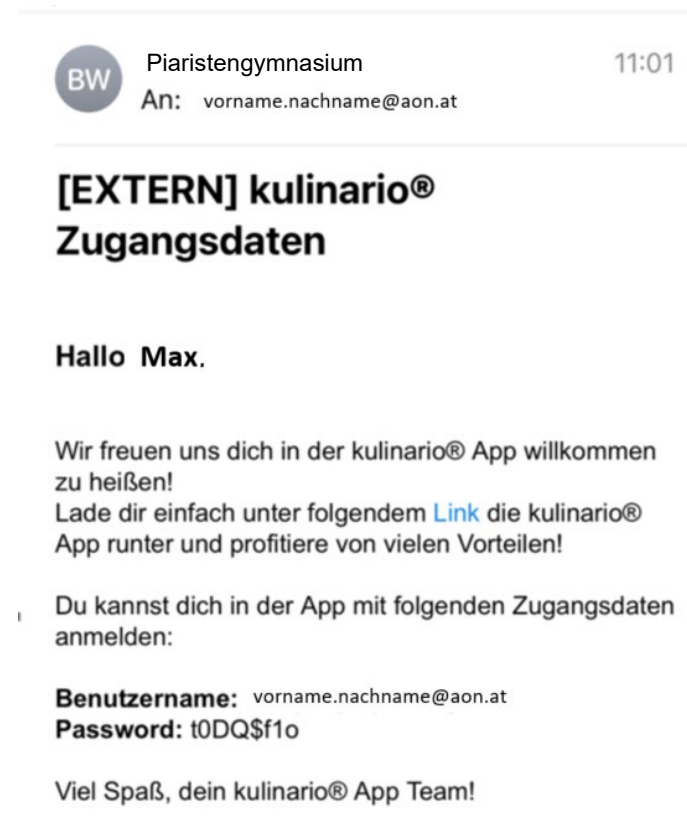 BW
Piaristengymnasium
11:01
An: vorname.nachname@aon.at
[EXTERN] kulinario®
Zugangsdaten
Hallo Max.
Wir freuen uns dich in der kulinario® App willkommen
zu heißen!
Lade dir einfach unter folgendem Link die kulinario®
App runter und profitiere von vielen Vorteilen!
Du kannst dich in der App mit folgenden Zugangsdaten
anmelden:
Benutzername: vorname.nachname@aon.at
Password: t0DQ$f1o
Viel Spaß, dein kulinario® App Team!